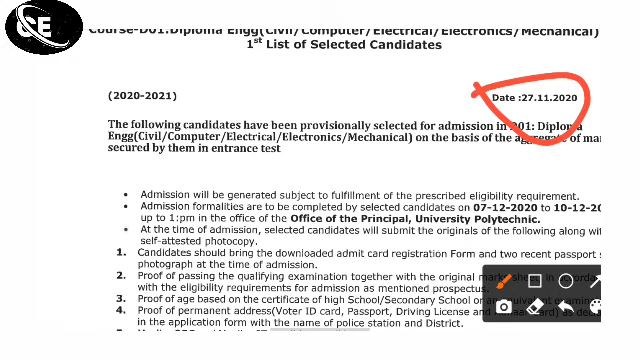 CE
Course-D01:Diploma Engg(Civil/Computer/Electrical/Electronics/Mechanical)
1st List of Selected Candidates
(2020-2021)
Date :27.11.2020
The following candidates have been provisionally selected for admission in D01: Diploma
Engg(Civil/Computer/Electrical/Electronics/Mechanical) on the basis of the aggregate of
secured by them in entrance test
• Admission will be generated subject to fulfillment of the prescribed eligibility requirement.
• Admission formalities are to be completed by selected candidates on 07-12-2020 to
up to 1:pm in the office of the Office of the Principal, University Polytechnic.
• At the time of admission, selected candidates will submit the originals of the following along
self-attested photocopy.
1. Candidates should bring the downloaded admit card registration Form and two recent passport
photograph at the time of admission.
2. Proof of passing the qualifying examination together with the original
with the eligibility requirements for admission as mentioned prospectus.
3. Proof of age based on the certificate of high School/Secondary School or
4. Proof of permanent address(Voter ID card, Passport, Driving License and
in the application form with the name of police station and District.